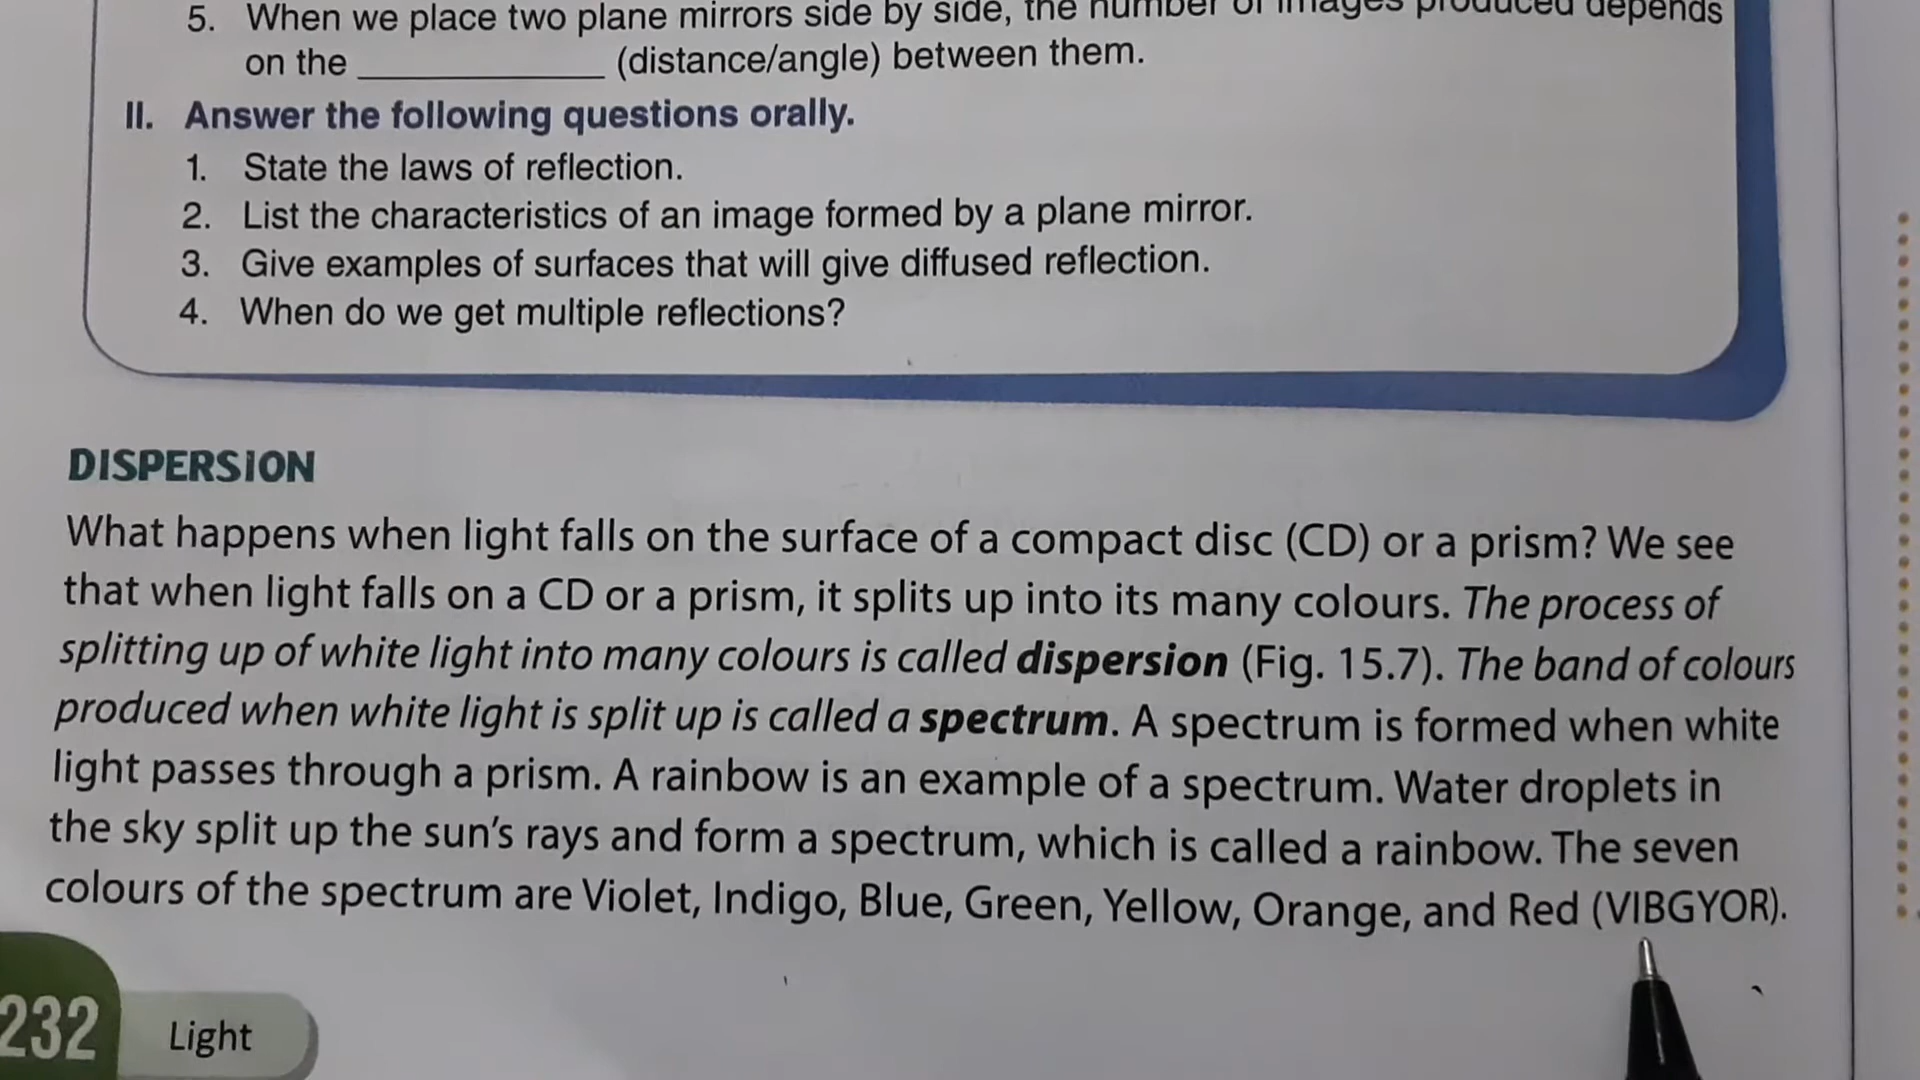 5. When we place two plane mirrors side by side, the number of images produced depends
on the ____________ (distance/angle) between them.
II. Answer the following questions orally.
1. State the laws of reflection.
2. List the characteristics of an image formed by a plane mirror.
3. Give examples of surfaces that will give diffused reflection.
4. When do we get multiple reflections?
DISPERSION
What happens when light falls on the surface of a compact disc (CD) or a prism? We see
that when light falls on a CD or a prism, it splits up into its many colours. The process of
splitting up of white light into many colours is called dispersion (Fig. 15.7). The band of colours
produced when white light is split up is called a spectrum. A spectrum is formed when white
light passes through a prism. A rainbow is an example of a spectrum. Water droplets in
the sky split up the sun's rays and form a spectrum, which is called a rainbow. The seven
colours of the spectrum are Violet, Indigo, Blue, Green, Yellow, Orange, and Red (VIBGYOR).
232 Light